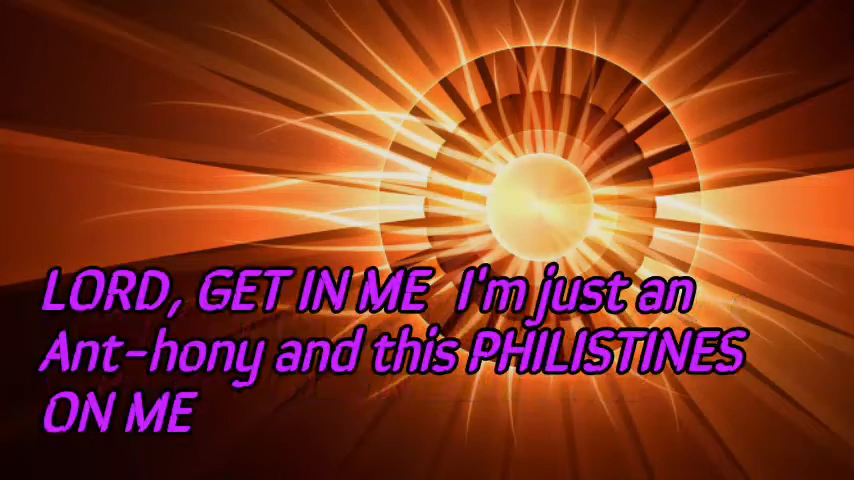 LORD, GET IN ME I'm just an
Ant-hony and this PHILISTINES
ON ME